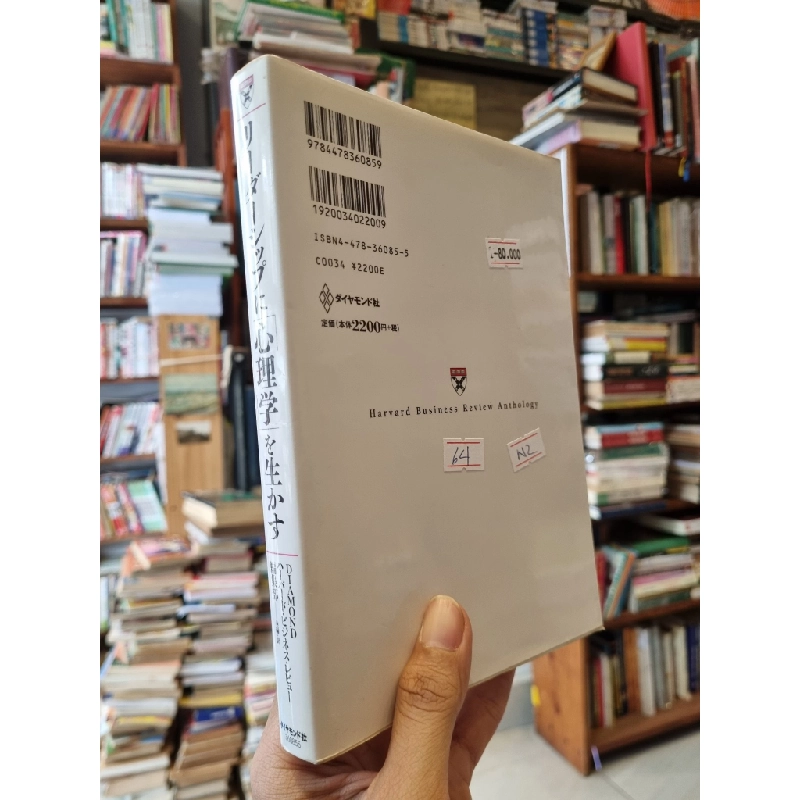 リーダーシップに「心理学」を生かす
DIAMOND
ハーバード・ビジネス・レビュー
ダイヤモンド社
9784478360859
1920034022009
ISBN4-478-36085-5
C0034 ¥2200E
ダイヤモンド社
定価(本体2200円+税)
-80.000
Harvard Business Review Anthology
64
N2